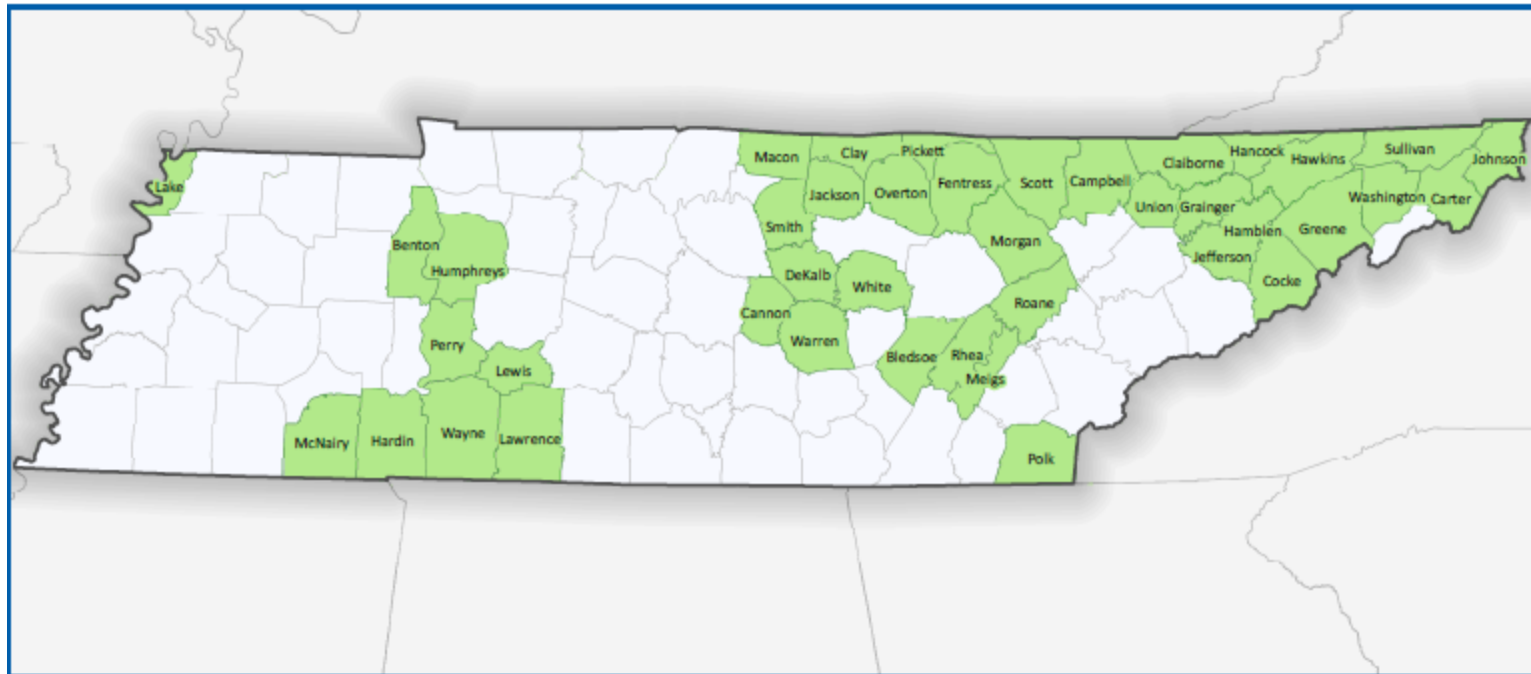 Macon
Clay
Pickett
Claiborne
Hancock
Hawkins
Sullivan
Johnson
Lake
Jackson
Overton
Fentress
Scott
Campbell
Union
Grainger
Washington
Carter
Smith
Hamblen
Greene
Benton
Humphreys
Morgan
Jefferson
DeKalb
White
Cocke
Cannon
Warren
Roane
Perry
Lewis
Bledsoe
Rhea
Meigs
McNairy
Hardin
Wayne
Lawrence
Polk